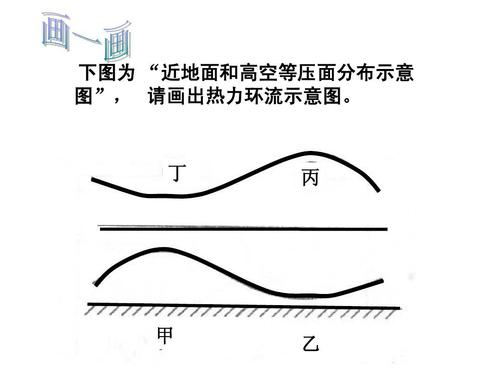 画一画
下图为 “近地面和高空等压面分布示意
图”， 请画出热力环流示意图。
丁
丙
甲
乙